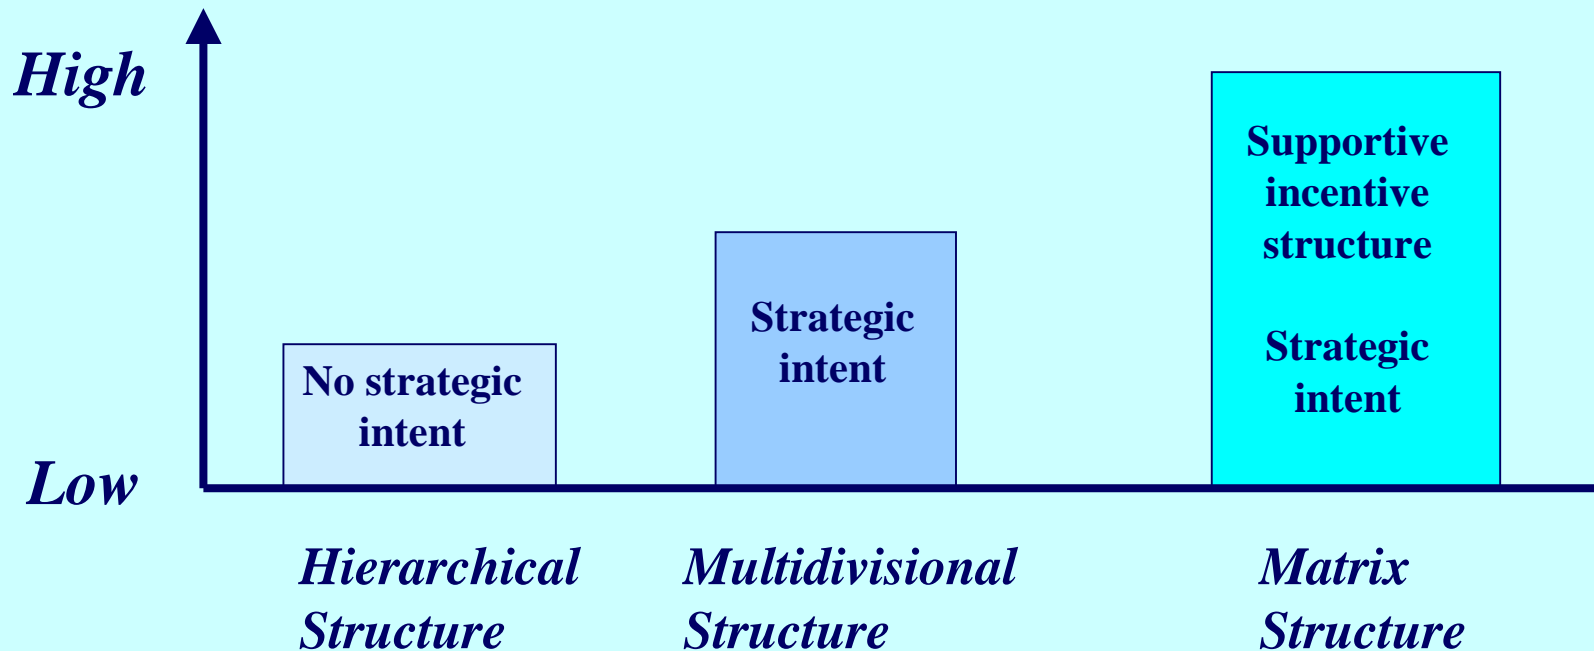 High
Supportive
incentive
structure
Strategic
intent
Strategic
intent
No strategic
intent
Low
Hierarchical
Structure
Multidivisional
Structure
Matrix
Structure